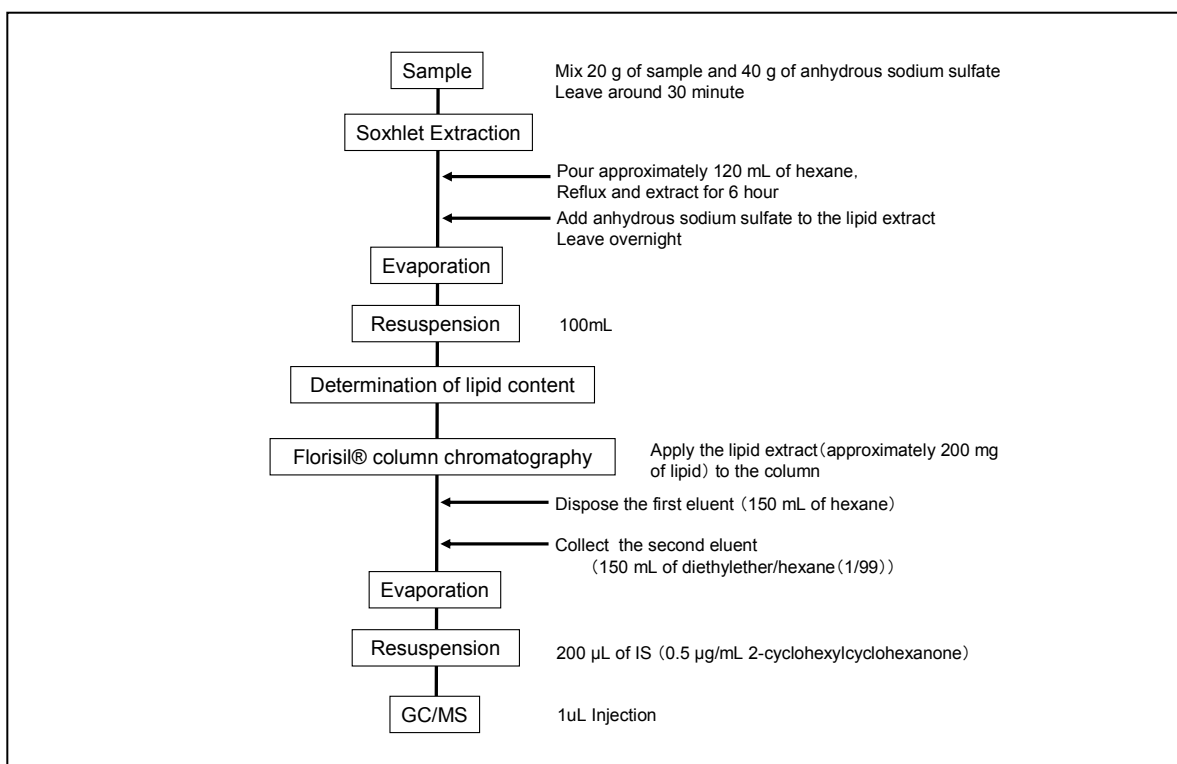 Sample
Mix 20 g of sample and 40 g of anhydrous sodium sulfate
Leave around 30 minute
Soxhlet Extraction
Pour approximately 120 mL of hexane,
Reflux and extract for 6 hour
Add anhydrous sodium sulfate to the lipid extract
Leave overnight
Evaporation
Resuspension
100mL
Determination of lipid content
Florisil® column chromatography
Apply the lipid extract（approximately 200 mg
of lipid）to the column
Dispose the first eluent（150 mL of hexane）
Collect the second eluent
（150 mL of diethylether/hexane（1/99））
Evaporation
Resuspension
200 µL of IS（0.5 µg/mL 2-cyclohexylcyclohexanone）
GC/MS
1uL Injection